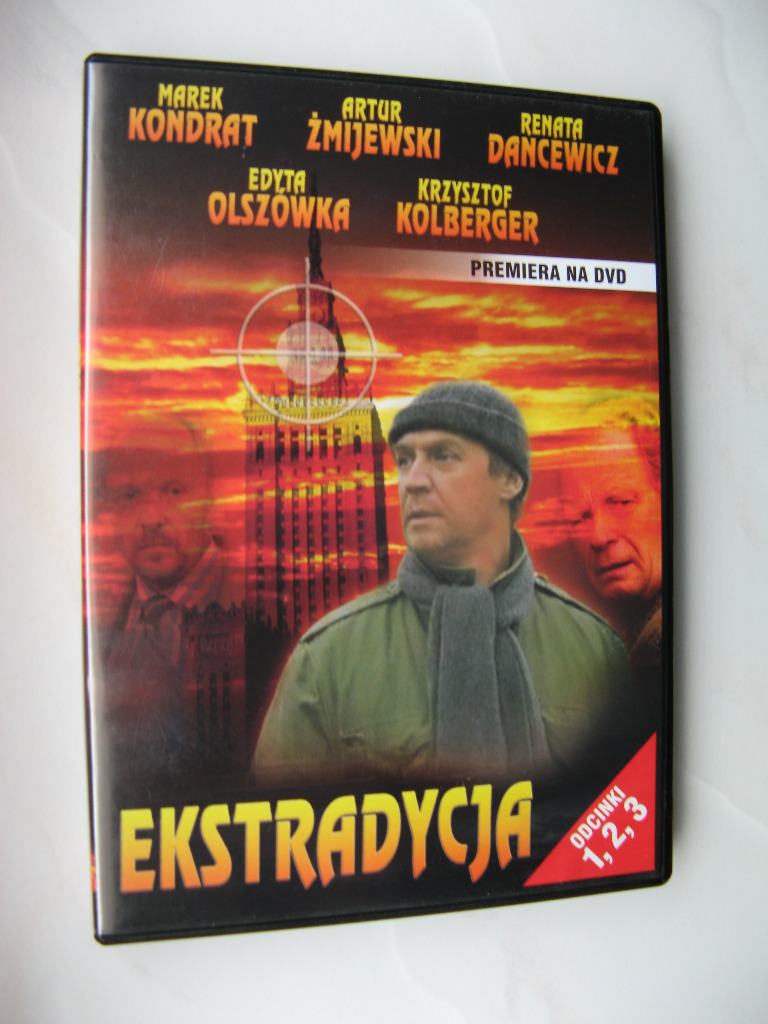 MAREK
KONDRAT
ARTUR
ŻMIJEWSKI
RENATA
DANCEWICZ
EDYTA
OLSZÓWKA
KRZYSZTOF
KOLBERGER
PREMIERA NA DVD
EKSTRADYCJA
ODCINKI
1, 2, 3